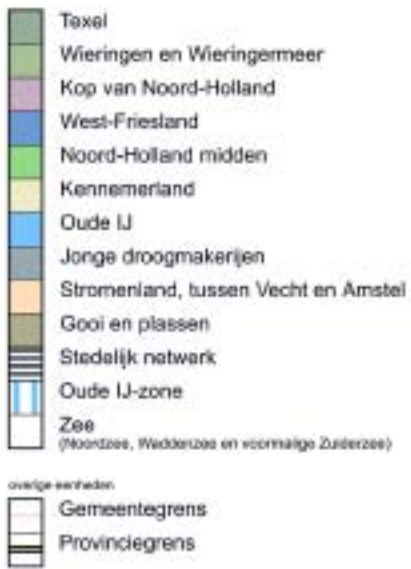 Texel
Wieringen en Wieringermeer
Kop van Noord-Holland
West-Friesland
Noord-Holland midden
Kennemerland
Oude IJ
Jonge droogmakerijen
Stromenland, tussen Vecht en Amstel
Gooi en plassen
Stedelijk netwerk
Oude IJ-zone
Zee
(Noordzee, Waddenzee en voormalige Zuiderzee)
overige eenheden
Gemeentegrens
Provinciegrens